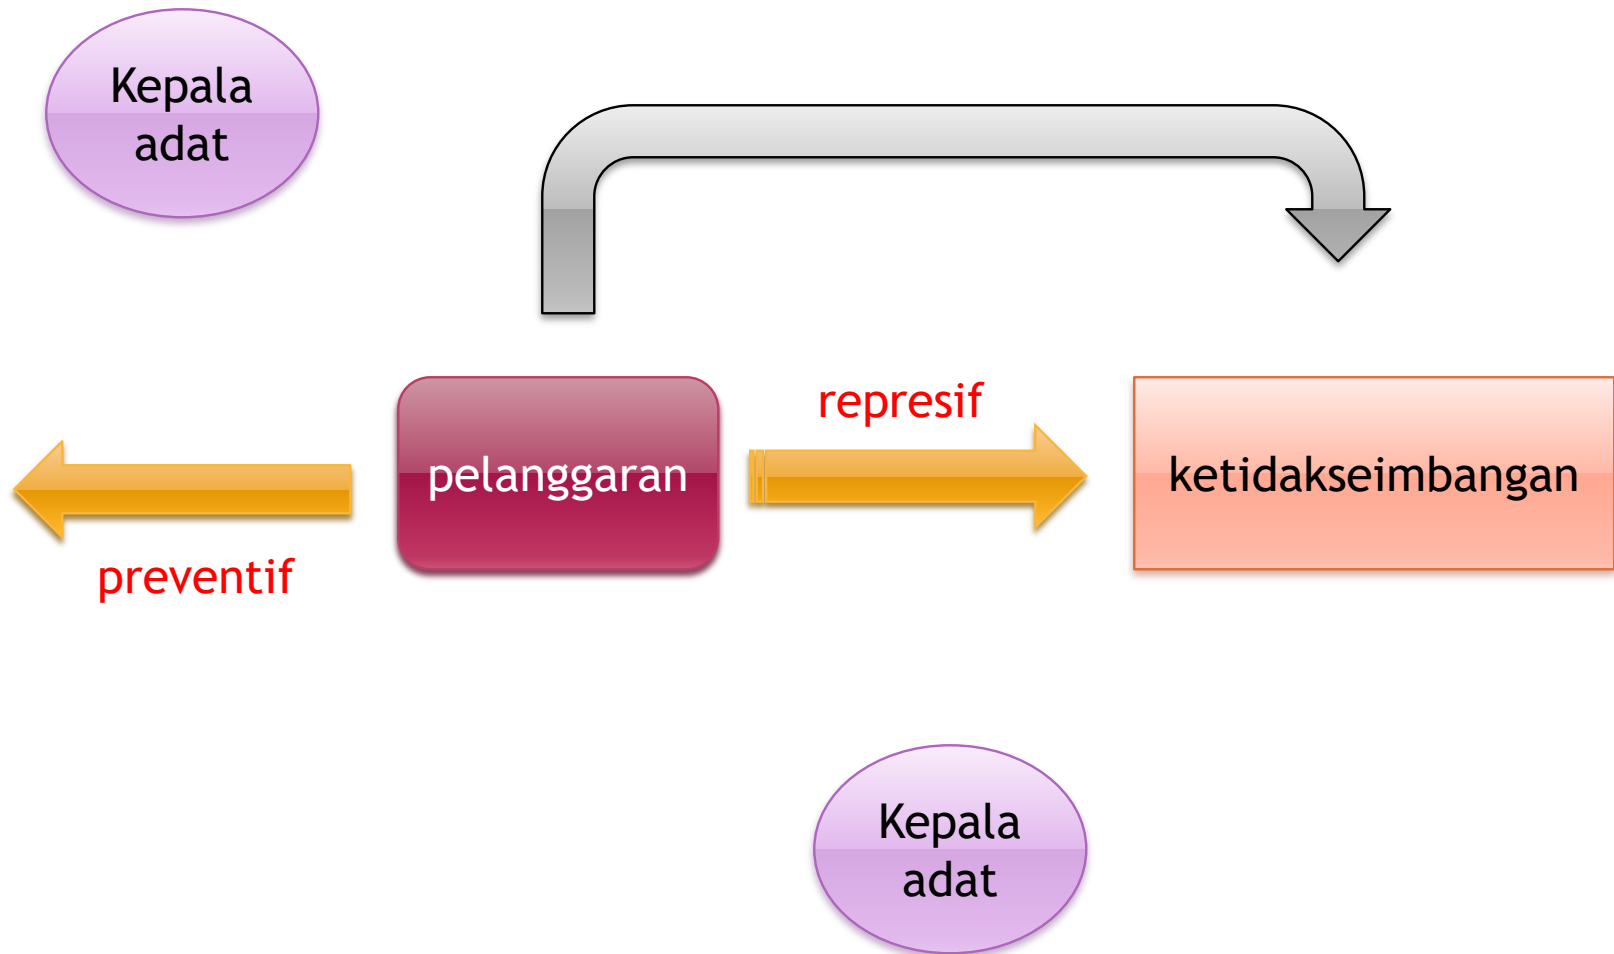 Kepala
adat
represif
pelanggaran
ketidakseimbangan
preventif
Kepala
adat